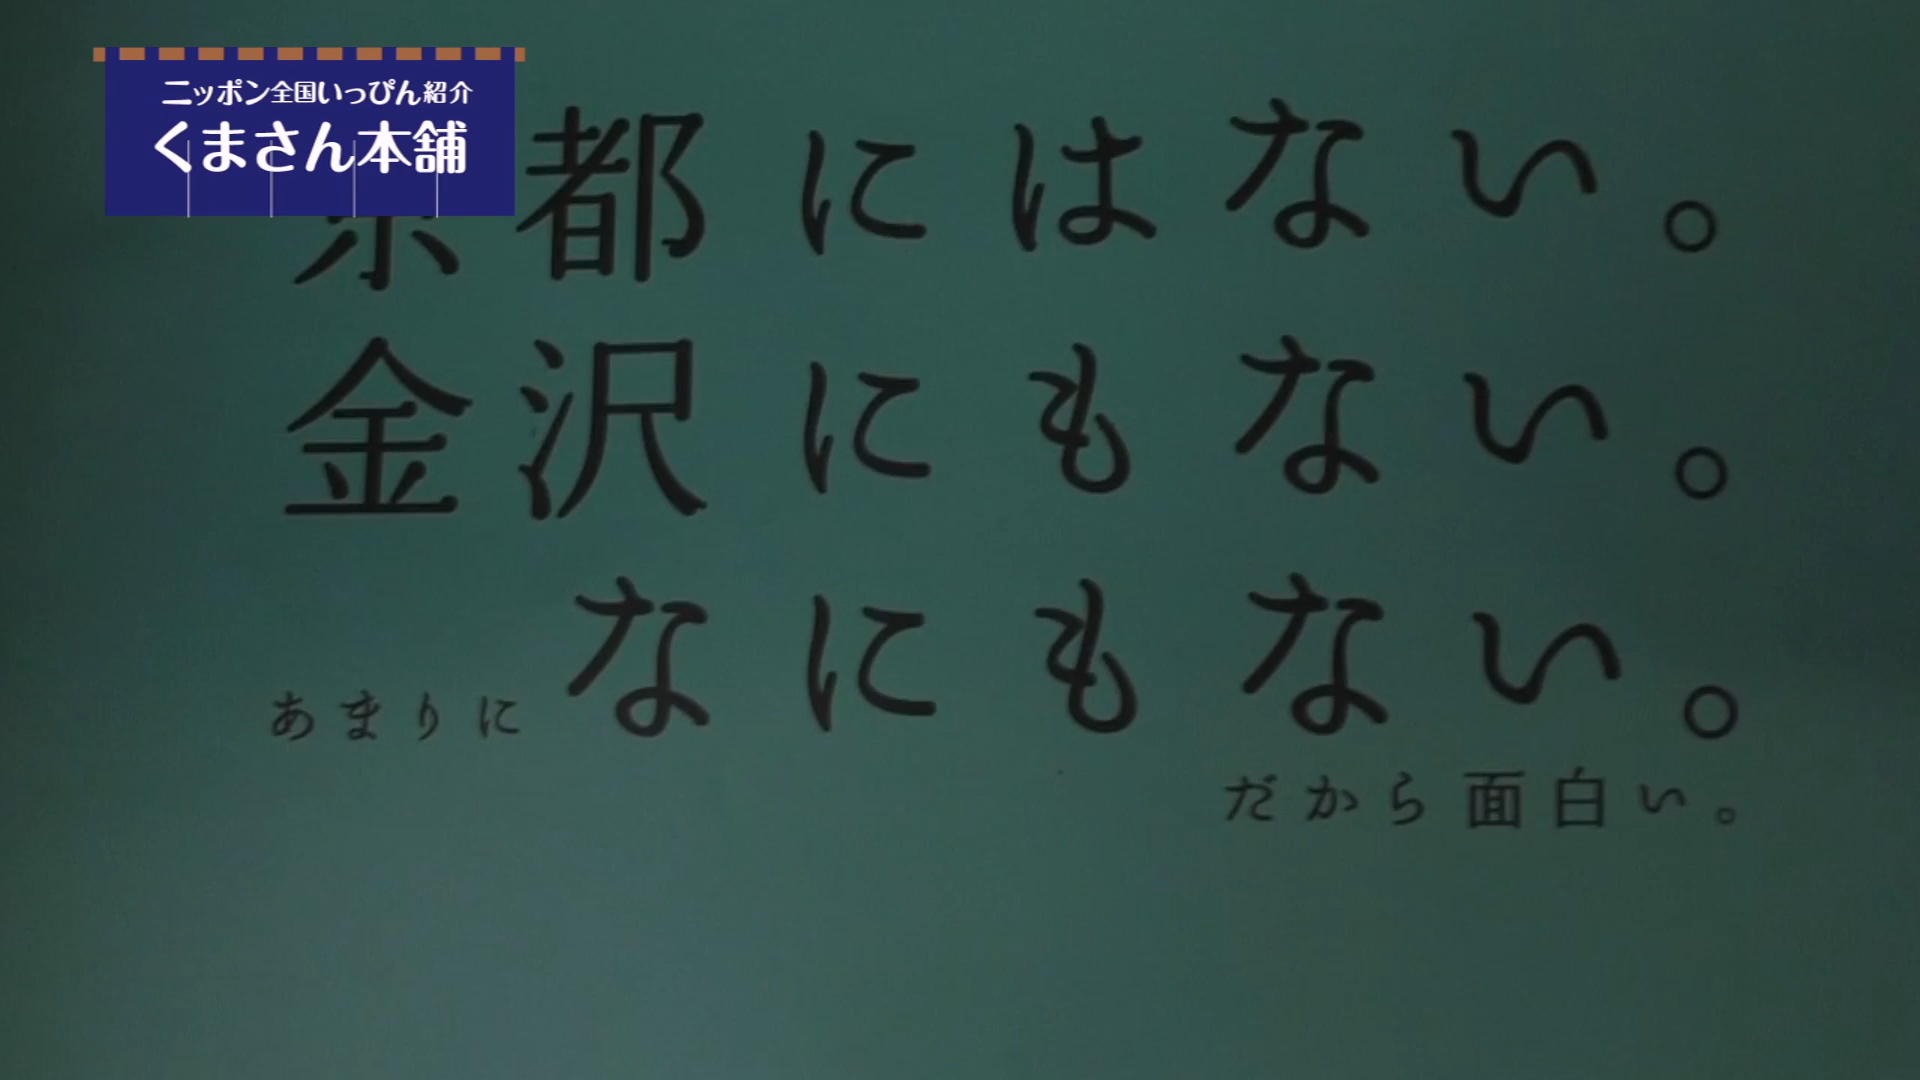 ニッポン全国いっぴん紹介
くまさん本舗
京都にはない。
金沢にもない。
あまりになにもない。
だから面白い。